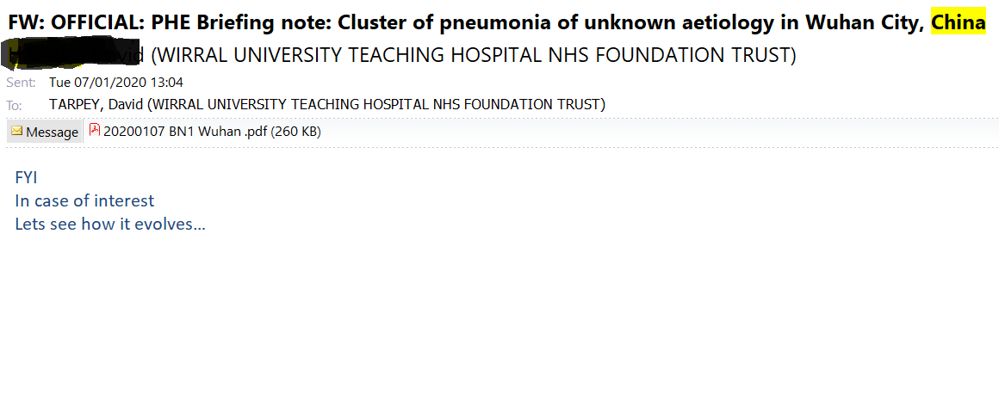 FW: OFFICIAL: PHE Briefing note: Cluster of pneumonia of unknown aetiology in Wuhan City, China
(WIRRAL UNIVERSITY TEACHING HOSPITAL NHS FOUNDATION TRUST)
Sent: Tue 07/01/2020 13:04
To: TARPEY, David (WIRRAL UNIVERSITY TEACHING HOSPITAL NHS FOUNDATION TRUST)
Message 20200107 BN1 Wuhan .pdf (260 KB)
FYI
In case of interest
Lets see how it evolves...